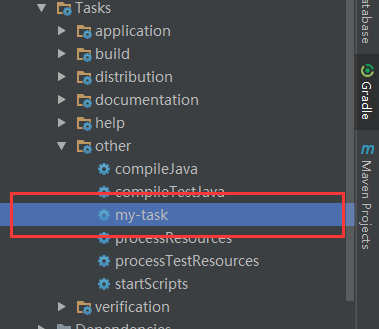 Tasks
application
build
distribution
documentation
help
other
compileJava
compileTestJava
my-task
processResources
processTestResources
startScripts
verification
Dependencies
Database
Gradle
Maven Projects